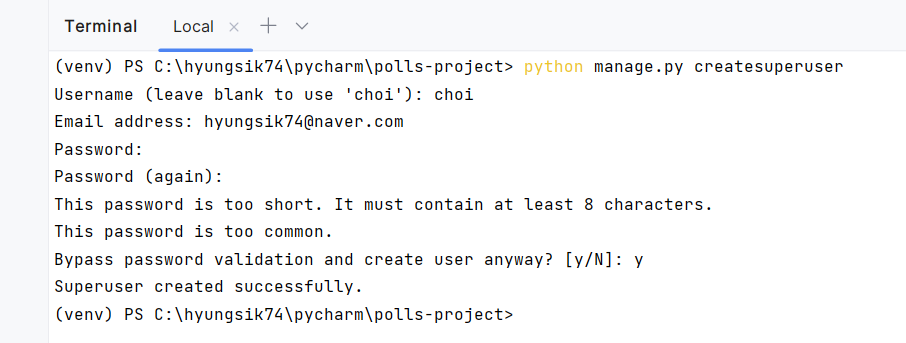 Terminal Local
(venv) PS C:\hyungsik74\pycharm\polls-project> python manage.py createsuperuser
Username (leave blank to use 'choi'): choi
Email address: hyungsik74@naver.com
Password:
Password (again):
This password is too short. It must contain at least 8 characters.
This password is too common.
Bypass password validation and create user anyway? [y/N]: y
Superuser created successfully.
(venv) PS C:\hyungsik74\pycharm\polls-project>